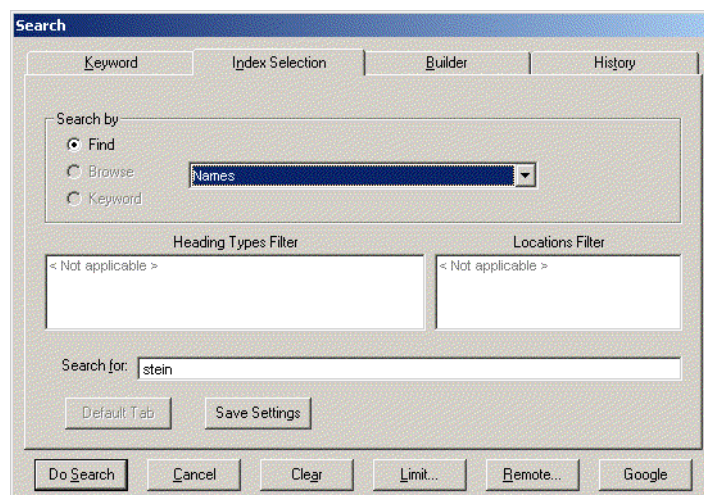 Search
Keyword Index Selection Builder History
Search by
Find
Browse
Names
Keyword
Heading Types Filter Locations Filter
< Not applicable > < Not applicable >
Search for: stein
Default Tab Save Settings
Do Search Cancel Clear Limit... Remote... Google